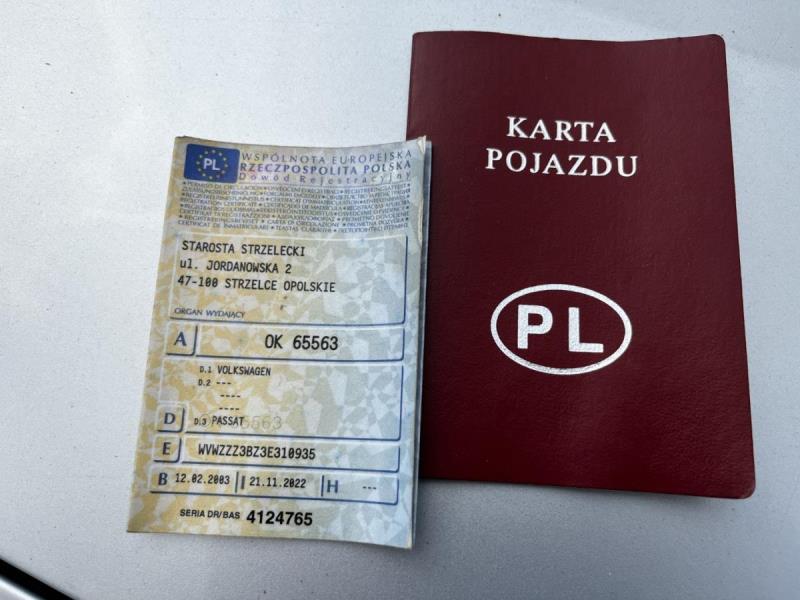 PL
WSPÓLNOTA EUROPEJSKA
RZECZPOSPOLITA POLSKA
Dowód Rejestracyjny
STAROSTA STRZELECKI
ul. JORDANOWSKA 2
47-100 STRZELCE OPOLSKIE
ORGAN WYDAJĄCY
A OK 65563
D.1 VOLKSWAGEN
D.2 ---
----
----
D D.3 PASSAT
E WVWZZZ3BZ3E310935
B 12.02.2003 I 21.11.2022 H ---
SERIA DR/BAS 4124765
KARTA
POJAZDU
PL